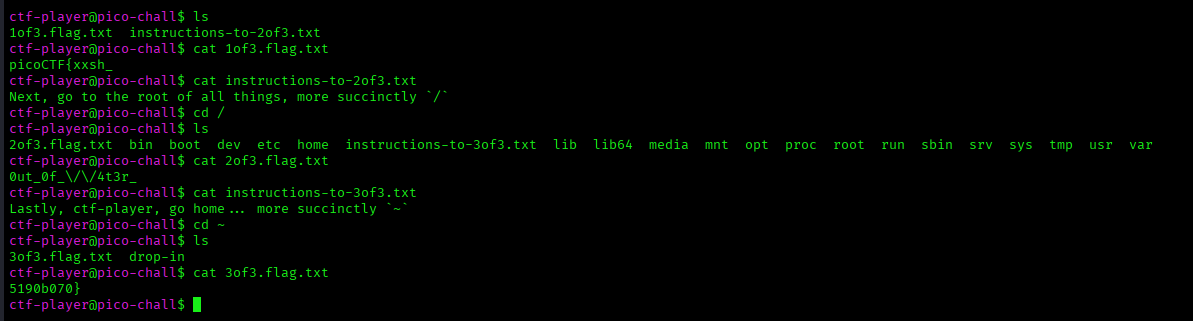 ctf-player@pico-chall$ ls
1of3.flag.txt  instructions-to-2of3.txt
ctf-player@pico-chall$ cat 1of3.flag.txt
picoCTF{xxsh_
ctf-player@pico-chall$ cat instructions-to-2of3.txt
Next, go to the root of all things, more succinctly `/`
ctf-player@pico-chall$ cd /
ctf-player@pico-chall$ ls
2of3.flag.txt  bin  boot  dev  etc  home  instructions-to-3of3.txt  lib  lib64  media  mnt  opt  proc  root  run  sbin  srv  sys  tmp  usr  var
ctf-player@pico-chall$ cat 2of3.flag.txt
0ut_0f_\/\/4t3r_
ctf-player@pico-chall$ cat instructions-to-3of3.txt
Lastly, ctf-player, go home... more succinctly `~`
ctf-player@pico-chall$ cd ~
ctf-player@pico-chall$ ls
3of3.flag.txt  drop-in
ctf-player@pico-chall$ cat 3of3.flag.txt
5190b070}
ctf-player@pico-chall$